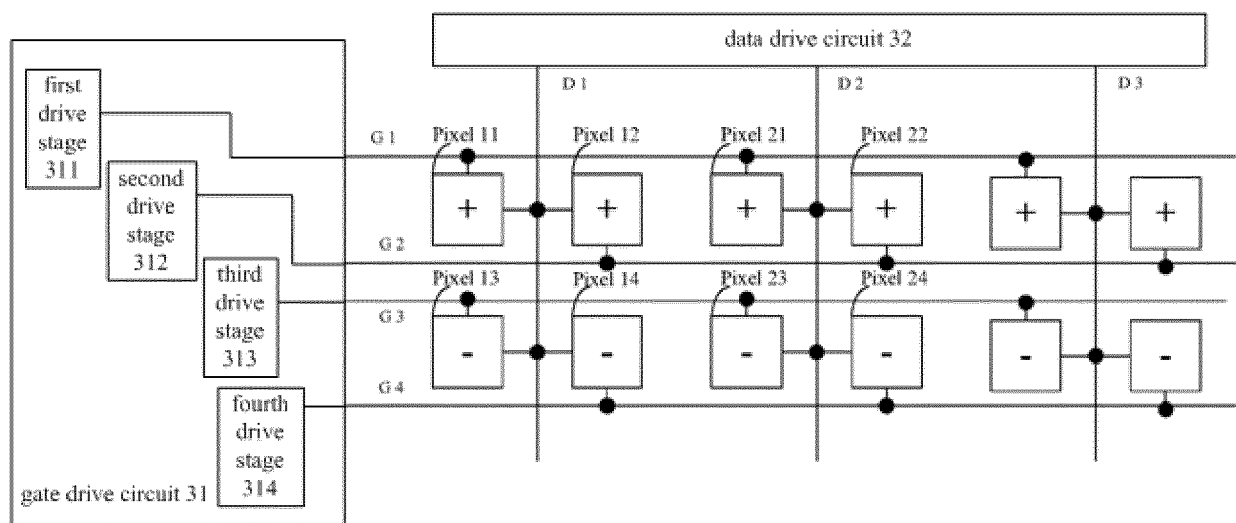 data drive circuit 32
first
drive
stage
311
D 1
D 2
D 3
G 1
Pixel 11
Pixel 12
Pixel 21
Pixel 22
second
drive
stage
312
+
+
+
+
+
+
G 2
third
drive
stage
313
Pixel 13
Pixel 14
Pixel 23
Pixel 24
G 3
-
-
-
-
-
-
G 4
fourth
drive
stage
314
gate drive circuit 31